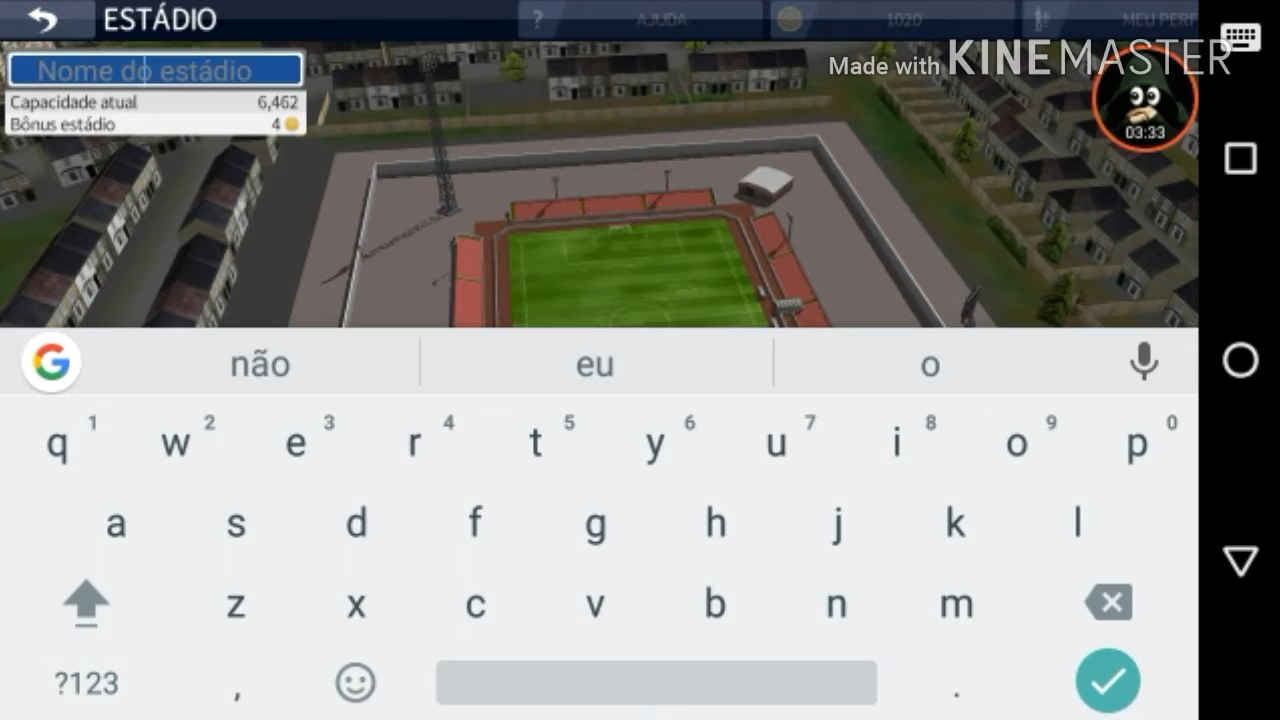 ESTÁDIO
? AJUDA
1020
MEU PERF
Made with KINEMASTER
Nome do estádio
Capacidade atual 6,462
Bônus estádio 4
03:33
G não eu o
q 1 w 2 e 3 r 4 t 5 y 6 u 7 i 8 o 9 p 0
a s d f g h j k l
z x c v b n m
?123 , .